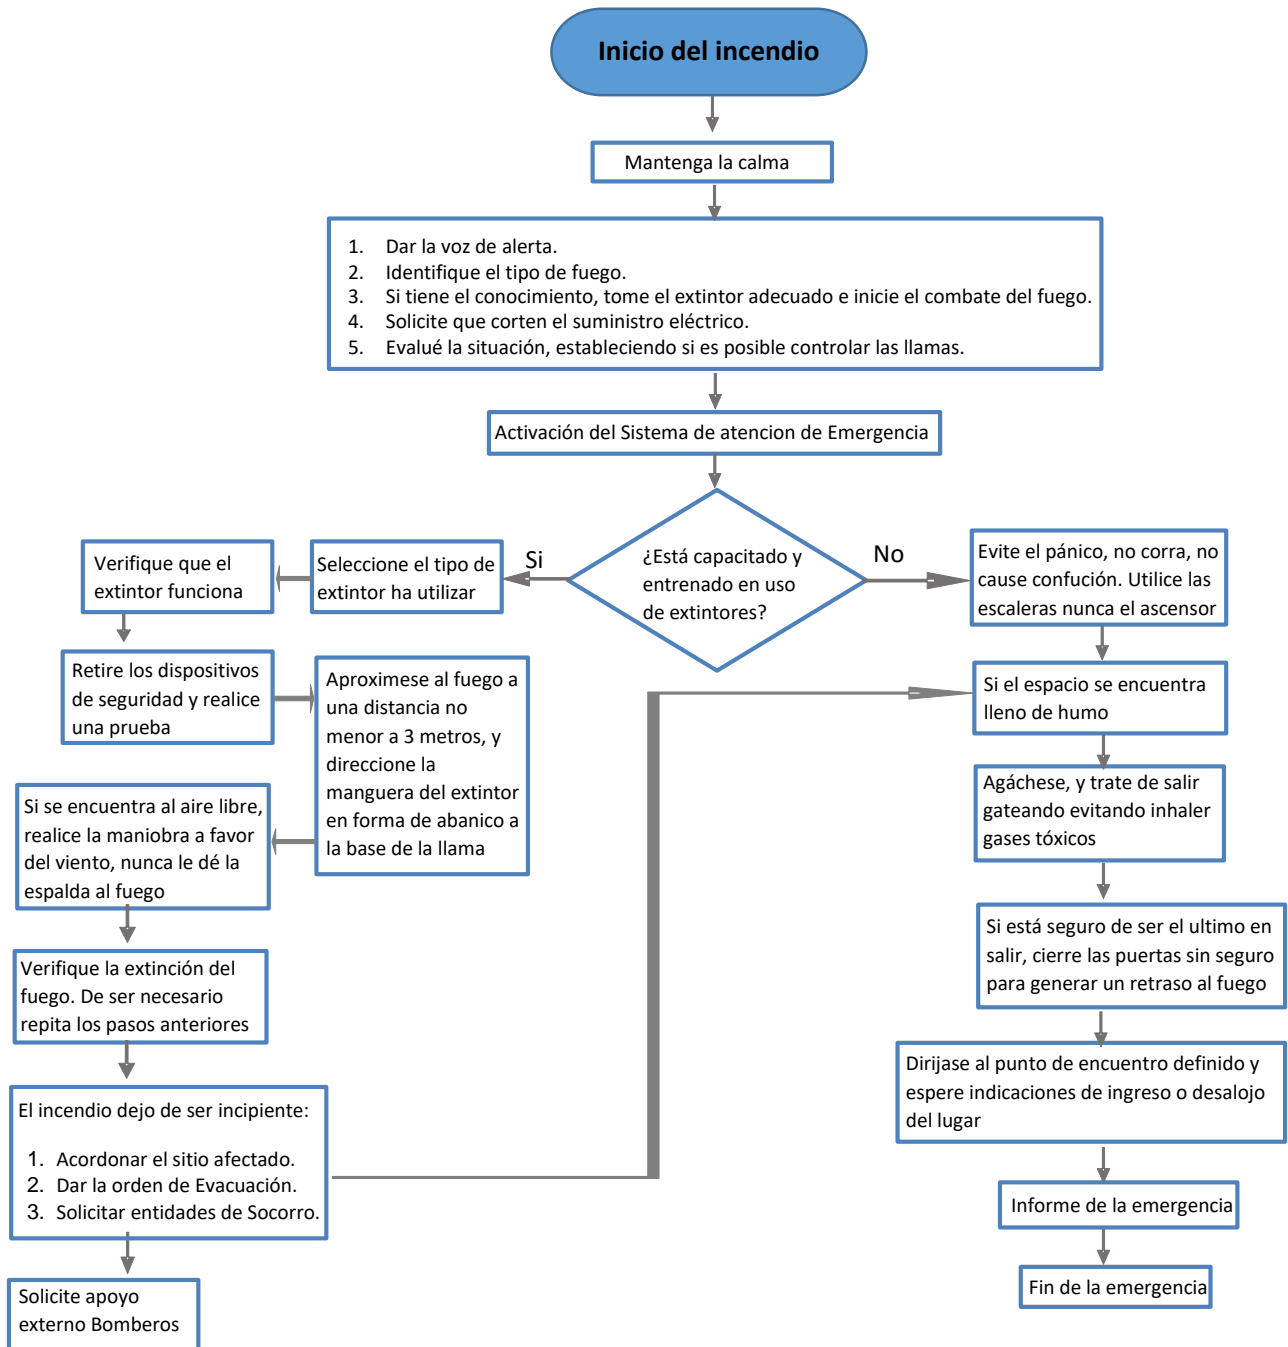 Inicio del incendio
Mantenga la calma
1. Dar la voz de alerta.
2. Identifique el tipo de fuego.
3. Si tiene el conocimiento, tome el extintor adecuado e inicie el combate del fuego.
4. Solicite que corten el suministro eléctrico.
5. Evalué la situación, estableciendo si es posible controlar las llamas.
Activación del Sistema de atencion de Emergencia
¿Está capacitado y
entrenado en uso
de extintores?
Si
No
Seleccione el tipo de
extintor ha utilizar
Verifique que el
extintor funciona
Retire los dispositivos
de seguridad y realice
una prueba
Aproximese al fuego a
una distancia no
menor a 3 metros, y
direccione la
manguera del extintor
en forma de abanico a
la base de la llama
Si se encuentra al aire libre,
realice la maniobra a favor
del viento, nunca le dé la
espalda al fuego
Verifique la extinción del
fuego. De ser necesario
repita los pasos anteriores
El incendio dejo de ser incipiente:
1. Acordonar el sitio afectado.
2. Dar la orden de Evacuación.
3. Solicitar entidades de Socorro.
Solicite apoyo
externo Bomberos
Evite el pánico, no corra, no
cause confución. Utilice las
escaleras nunca el ascensor
Si el espacio se encuentra
lleno de humo
Agáchese, y trate de salir
gateando evitando inhaler
gases tóxicos
Si está seguro de ser el ultimo en
salir, cierre las puertas sin seguro
para generar un retraso al fuego
Dirijase al punto de encuentro definido y
espere indicaciones de ingreso o desalojo
del lugar
Informe de la emergencia
Fin de la emergencia